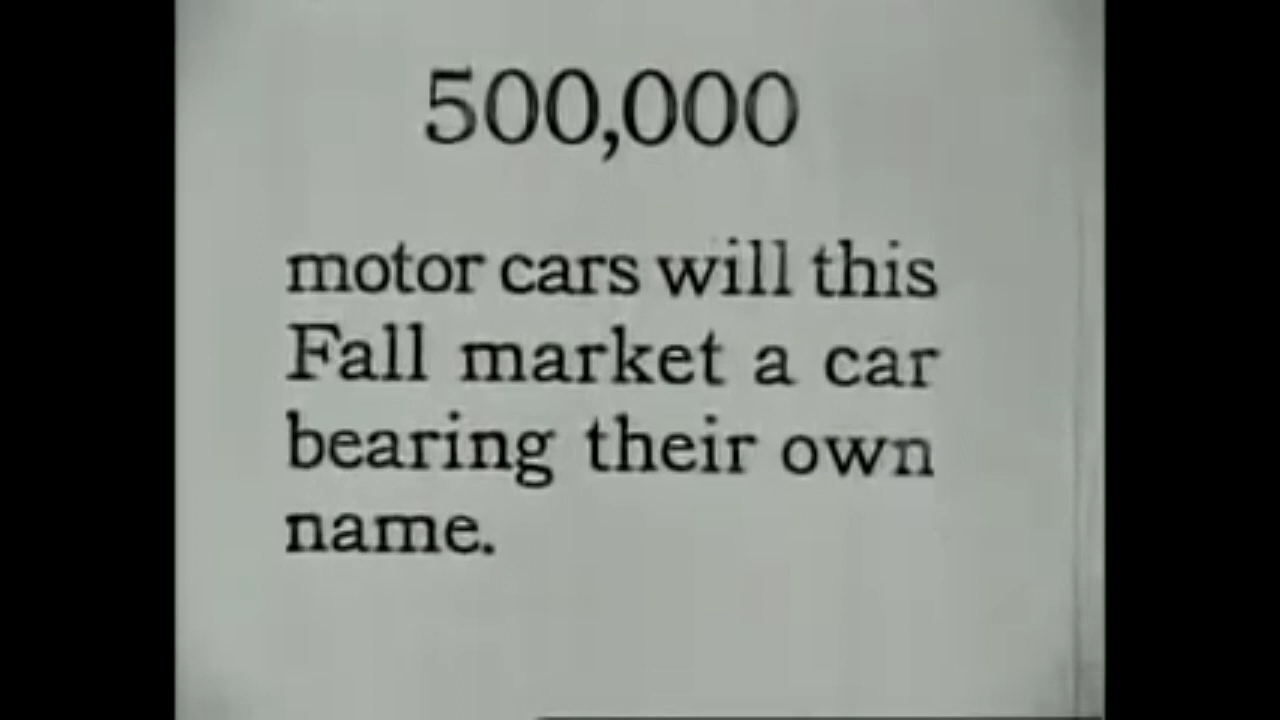 500,000
motor cars will this
Fall market a car
bearing their own
name.